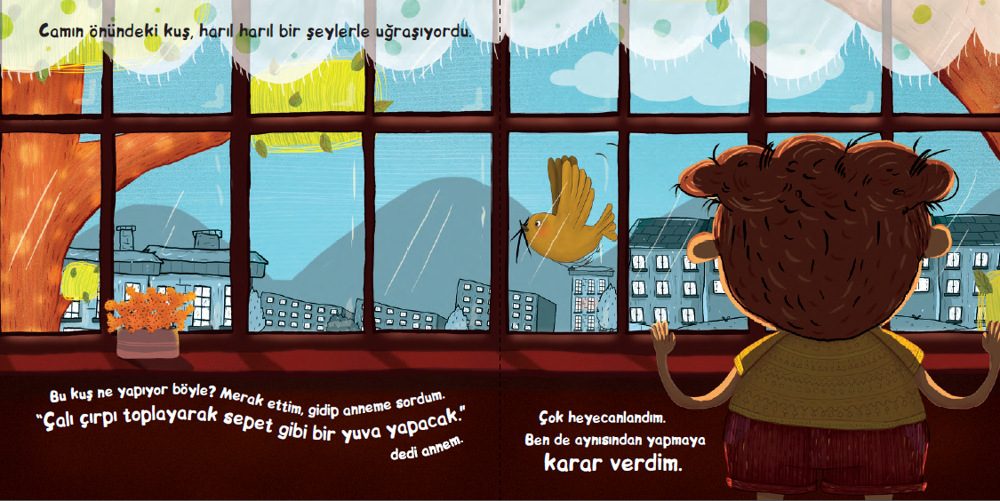 Camın önündeki kuş, harıl harıl bir şeylerle uğraşıyordu.
Bu kuş ne yapıyor böyle? Merak ettim, gidip anneme sordum.
“Çalı çırpı toplayarak sepet gibi bir yuva yapacak.”
dedi annem.
Çok heyecanlandım.
Ben de aynısından yapmaya
karar verdim.